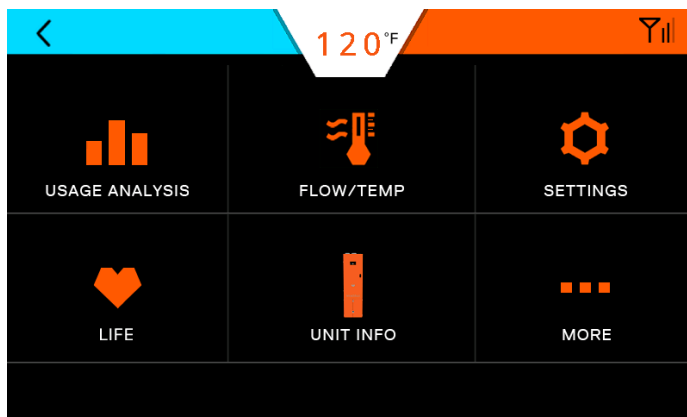 120°F
USAGE ANALYSIS
FLOW/TEMP
SETTINGS
LIFE
UNIT INFO
MORE